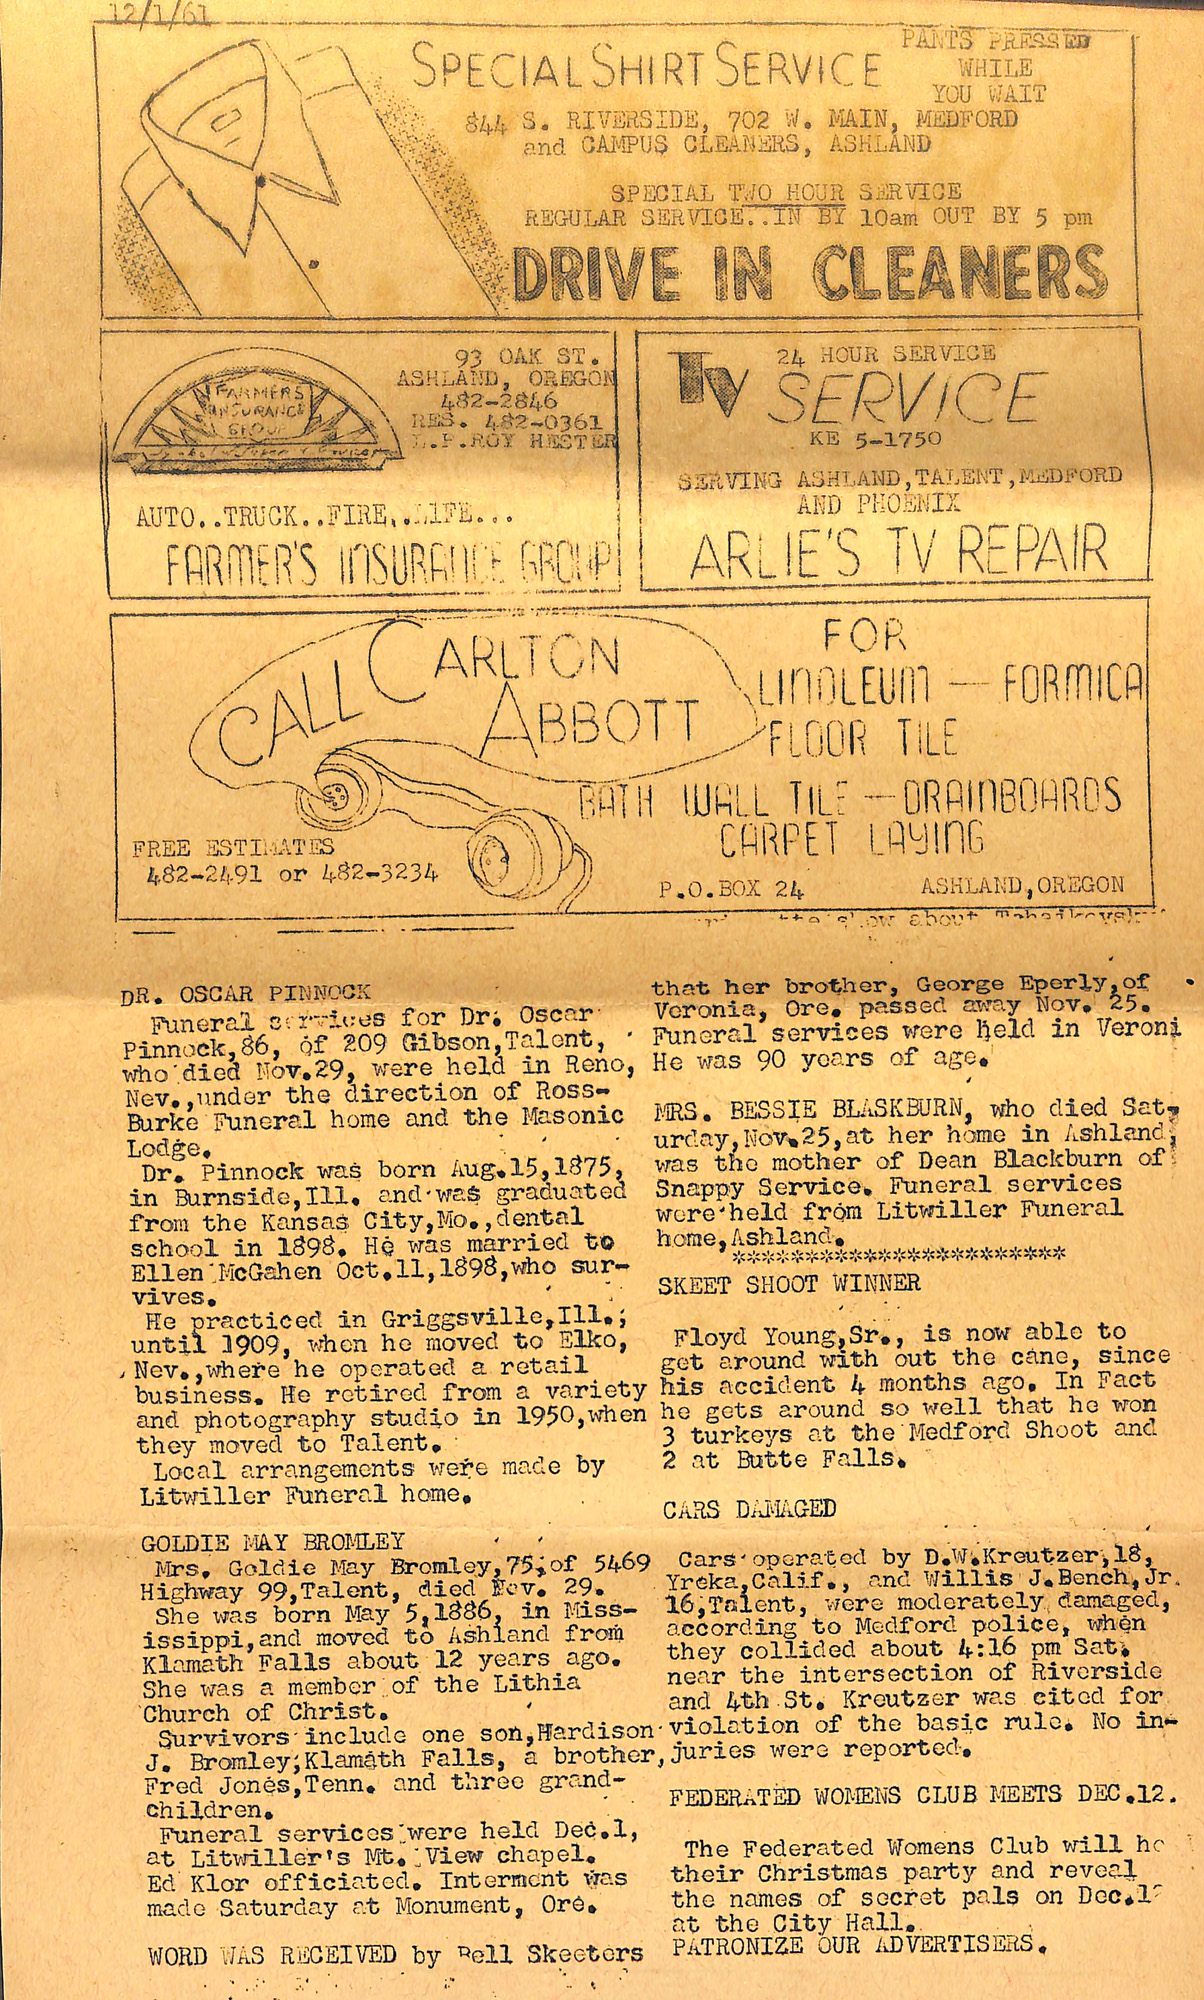 12/1/61
SPECIAL SHIRT SERVICE
PANTS PRESSED
WHILE
YOU WAIT
844 S. RIVERSIDE, 702 W. MAIN, MEDFORD
and CAMPUS CLEANERS, ASHLAND
SPECIAL TWO HOUR SERVICE
REGULAR SERVICE..IN BY 10am OUT BY 5 pm
DRIVE IN CLEANERS
93 OAK ST.
ASHLAND, OREGON
482-2846
RES. 482-0361
ROY HESTER
FARMERS
INSURANCE
GROUP
AUTO..TRUCK..FIRE..LIFE...
FARMER'S INSURANCE GROUP
TV
24 HOUR SERVICE
SERVICE
KE 5-1750
SERVING ASHLAND,TALENT,MEDFORD
AND PHOENIX
ARLIE'S TV REPAIR
CALL CARLTON
ABBOTT
FOR
LINOLEUM — FORMICA
FLOOR TILE
BATH WALL TILE — DRAINBOARDS
CARPET LAYING
FREE ESTIMATES
482-2491 or 482-3234
P.O.BOX 24 ASHLAND,OREGON
about
DR. OSCAR PINNOCK
Funeral services for Dr. Oscar
Pinnock,86, of 209 Gibson,Talent,
who died Nov.29, were held in Reno,
Nev.,under the direction of Ross-
Burke Funeral home and the Masonic
Lodge.
Dr. Pinnock was born Aug.15,1875,
in Burnside,Ill. and was graduated
from the Kansas City,Mo.,dental
school in 1898. He was married to
Ellen McGahen Oct.11,1898,who sur-
vives.
He practiced in Griggsville,Ill.;
until 1909, when he moved to Elko,
Nev.,where he operated a retail
business. He retired from a variety
and photography studio in 1950,when
they moved to Talent.
Local arrangements were made by
Litwiller Funeral home.
GOLDIE MAY BROMLEY
Mrs. Goldie May Bromley,75,of 5469
Highway 99,Talent, died Nov. 29.
She was born May 5,1886, in Miss-
issippi,and moved to Ashland from
Klamath Falls about 12 years ago.
She was a member of the Lithia
Church of Christ.
Survivors include one son,Hardison
J. Bromley;Klamath Falls, a brother,
Fred Jones,Tenn. and three grand-
children.
Funeral services were held Dec.1,
at Litwiller's Mt. View chapel.
Ed Klor officiated. Interment was
made Saturday at Monument, Ore.
WORD WAS RECEIVED by Bell Skeeters
that her brother, George Eperly,of
Veronia, Ore. passed away Nov. 25.
Funeral services were held in Veroni
He was 90 years of age.
MRS. BESSIE BLASKBURN, who died Sat-
urday,Nov.25,at her home in Ashland,
was the mother of Dean Blackburn of
Snappy Service. Funeral services
were held from Litwiller Funeral
home,Ashland.
***********************
SKEET SHOOT WINNER
Floyd Young,Sr., is now able to
get around with out the cane, since
his accident 4 months ago. In Fact
he gets around so well that he won
3 turkeys at the Medford Shoot and
2 at Butte Falls.
CARS DAMAGED
Cars operated by D.W.Kreutzer,18,
Yreka,Calif., and Willis J.Bench,Jr.
16,Talent, were moderately damaged,
according to Medford police, when
they collided about 4:16 pm Sat.
near the intersection of Riverside
and 4th St. Kreutzer was cited for
violation of the basic rule. No in-
juries were reported.
FEDERATED WOMENS CLUB MEETS DEC.12.
The Federated Womens Club will ho
their Christmas party and reveal
the names of secret pals on Dec.1
at the City Hall.
PATRONIZE OUR ADVERTISERS.